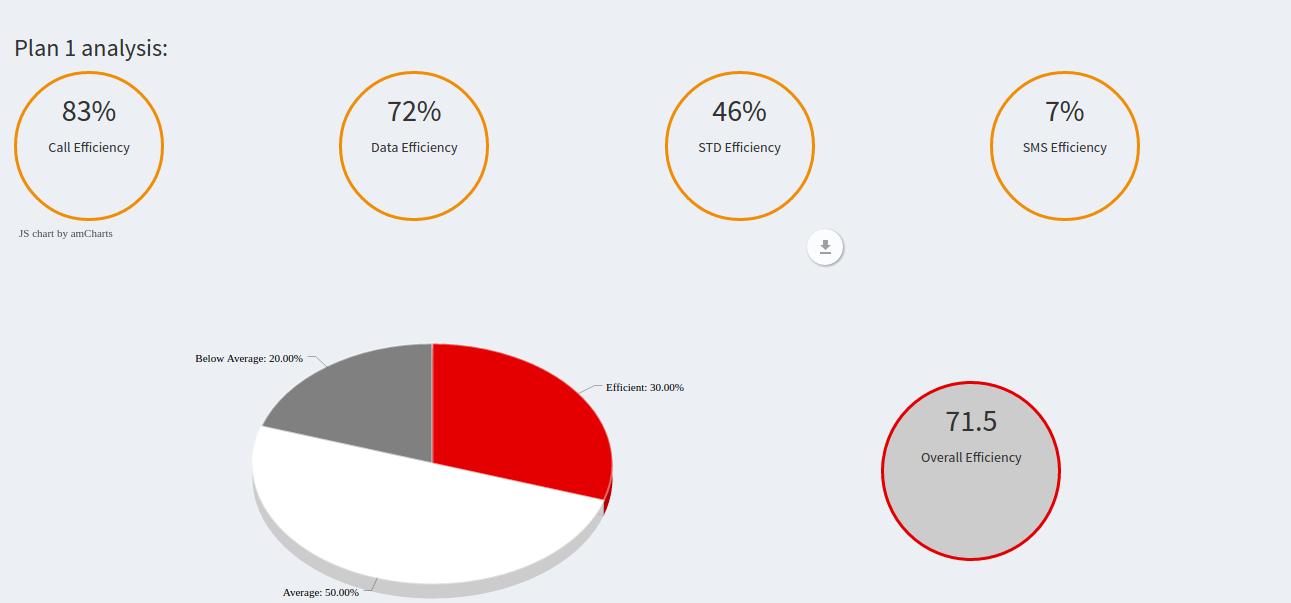 Plan 1 analysis:
83%
Call Efficiency
72%
Data Efficiency
46%
STD Efficiency
7%
SMS Efficiency
JS chart by amCharts
Below Average: 20.00%
Efficient: 30.00%
Average: 50.00%
71.5
Overall Efficiency